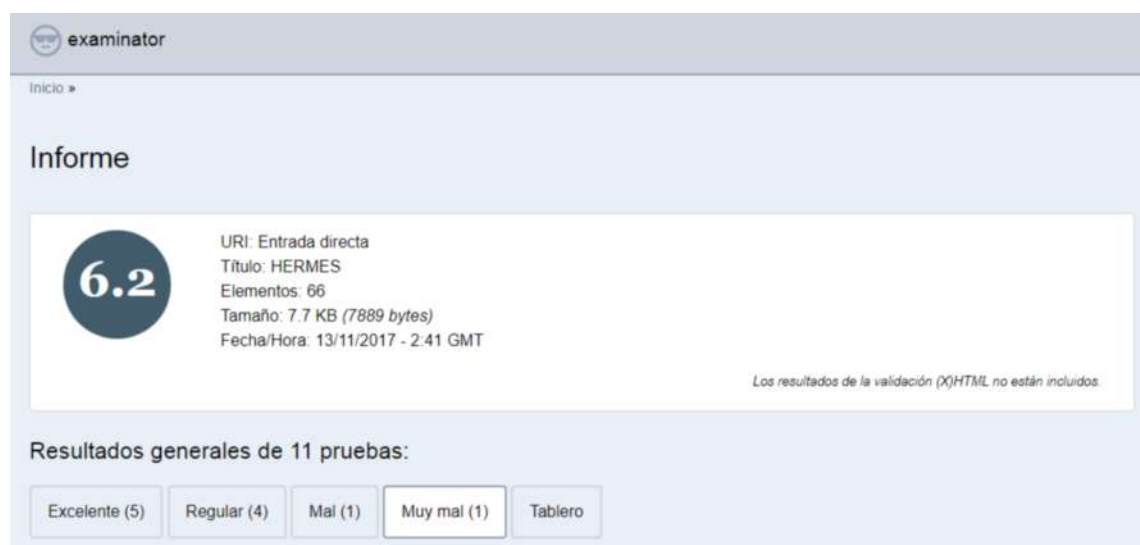 examinator
Inicio »
Informe
6.2
URI: Entrada directa
Título: HERMES
Elementos: 66
Tamaño: 7.7 KB (7889 bytes)
Fecha/Hora: 13/11/2017 - 2:41 GMT
Los resultados de la validación (X)HTML no están incluidos.
Resultados generales de 11 pruebas:
Excelente (5) Regular (4) Mal (1) Muy mal (1) Tablero